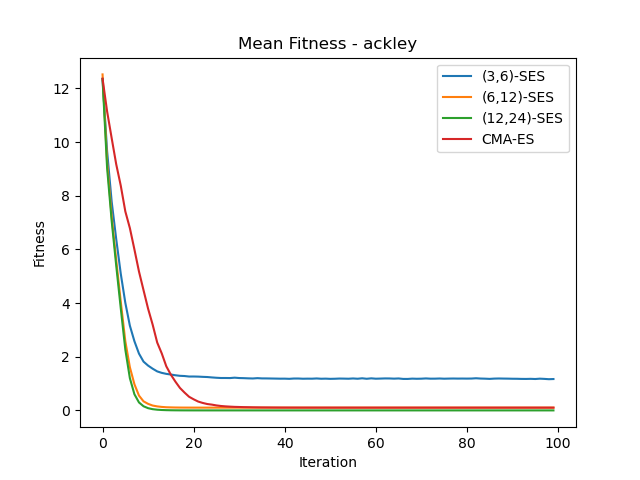 Mean Fitness - ackley
(3,6)-SES
(6,12)-SES
(12,24)-SES
CMA-ES
Fitness
12
10
8
6
4
2
0
0 20 40 60 80 100
Iteration